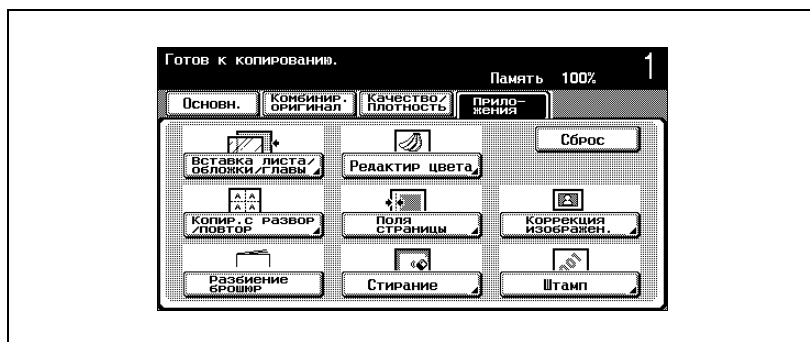 Готов к копированию.
Память 100%
1
Основн.
Комбинир.
оригинал
Качество/
плотность
Прило-
жения
Сброс
Вставка листа/
обложки/главы
Редактир цвета
Копир.с развор
/повтор
Поля
страницы
Коррекция
изображен.
Разбиение
брошюр
Стирание
Штамп